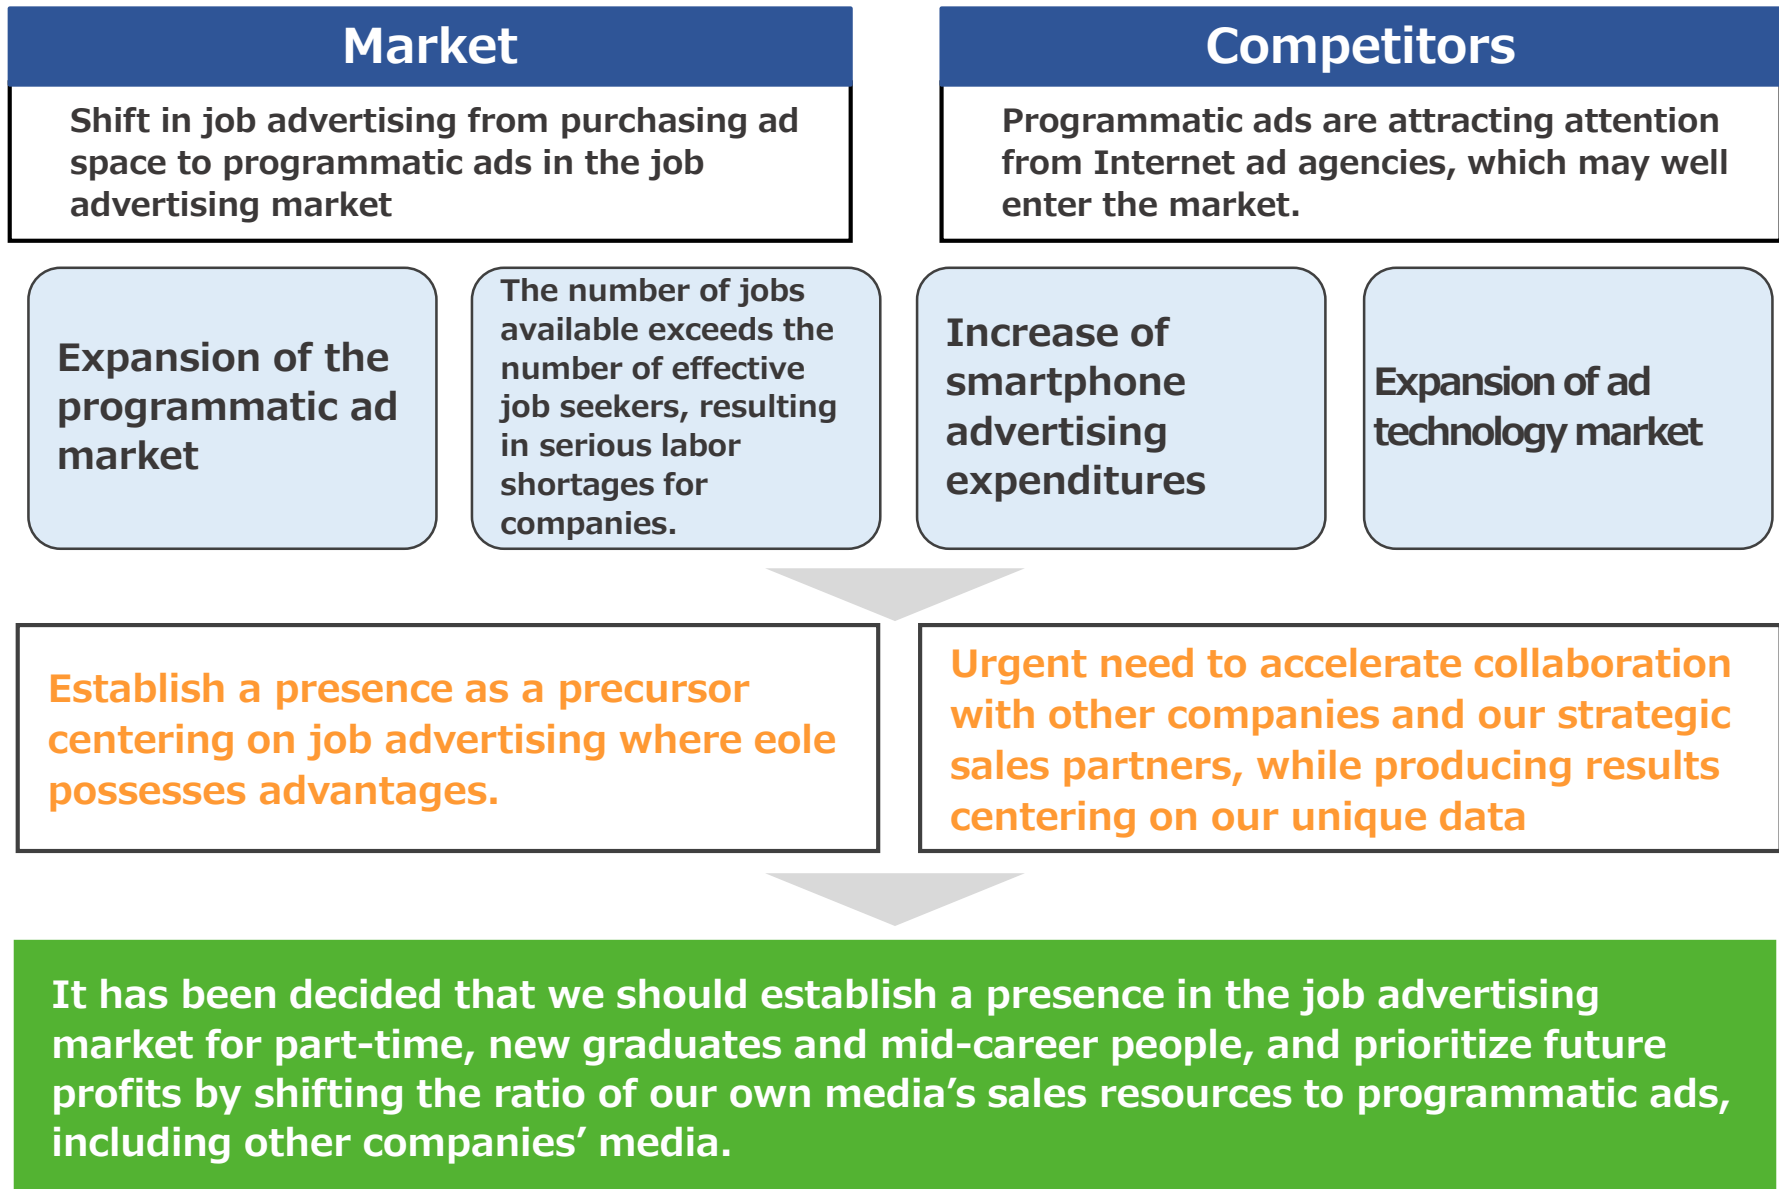 Market
Shift in job advertising from purchasing ad
space to programmatic ads in the job
advertising market
Competitors
Programmatic ads are attracting attention
from Internet ad agencies, which may well
enter the market.
Expansion of the
programmatic ad
market
The number of jobs
available exceeds the
number of effective
job seekers, resulting
in serious labor
shortages for
companies.
Increase of
smartphone
advertising
expenditures
Expansion of ad
technology market
Establish a presence as a precursor
centering on job advertising where eole
possesses advantages.
Urgent need to accelerate collaboration
with other companies and our strategic
sales partners, while producing results
centering on our unique data
It has been decided that we should establish a presence in the job advertising
market for part-time, new graduates and mid-career people, and prioritize future
profits by shifting the ratio of our own media’s sales resources to programmatic ads,
including other companies’ media.